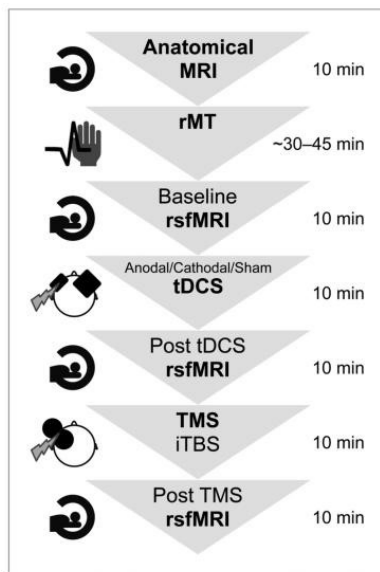 Anatomical
MRI
10 min
rMT
~30–45 min
Baseline
rsfMRI
10 min
Anodal/Cathodal/Sham
tDCS
10 min
Post tDCS
rsfMRI
10 min
TMS
iTBS
10 min
Post TMS
rsfMRI
10 min